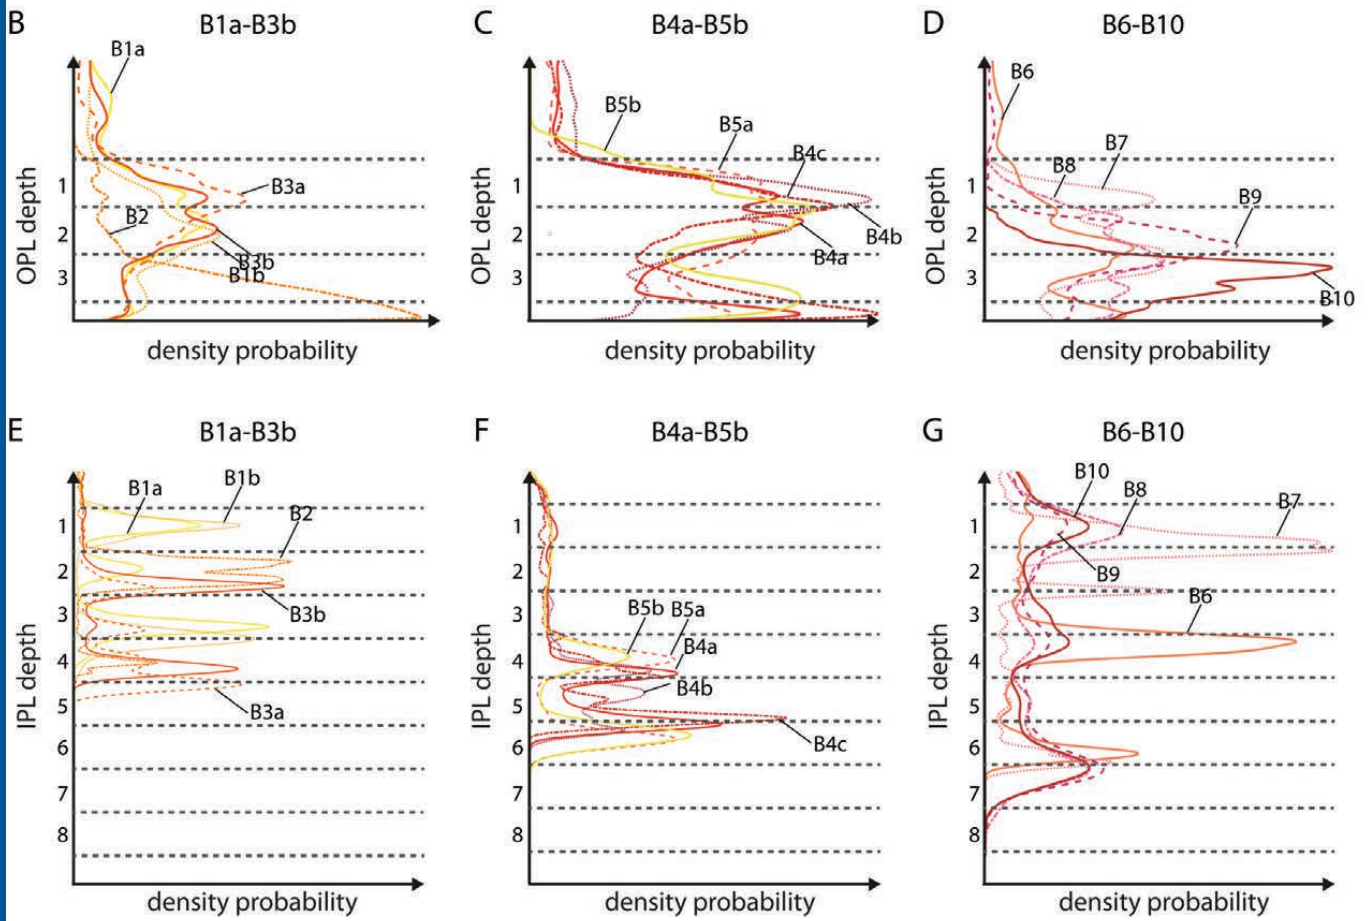 B B1a-B3b
B1a
1
2
3
B3a
B2
B3b
B1b
OPL depth
density probability
C B4a-B5b
B5b
B5a
B4c
B4b
B4a
1
2
3
OPL depth
density probability
D B6-B10
B6
B7
B8
B9
B10
1
2
3
OPL depth
density probability
E B1a-B3b
B1a
B1b
B2
B3b
B3a
1
2
3
4
5
6
7
8
IPL depth
density probability
F B4a-B5b
B5b
B5a
B4a
B4b
B4c
1
2
3
4
5
6
7
8
IPL depth
density probability
G B6-B10
B10
B8
B7
B9
B6
1
2
3
4
5
6
7
8
IPL depth
density probability